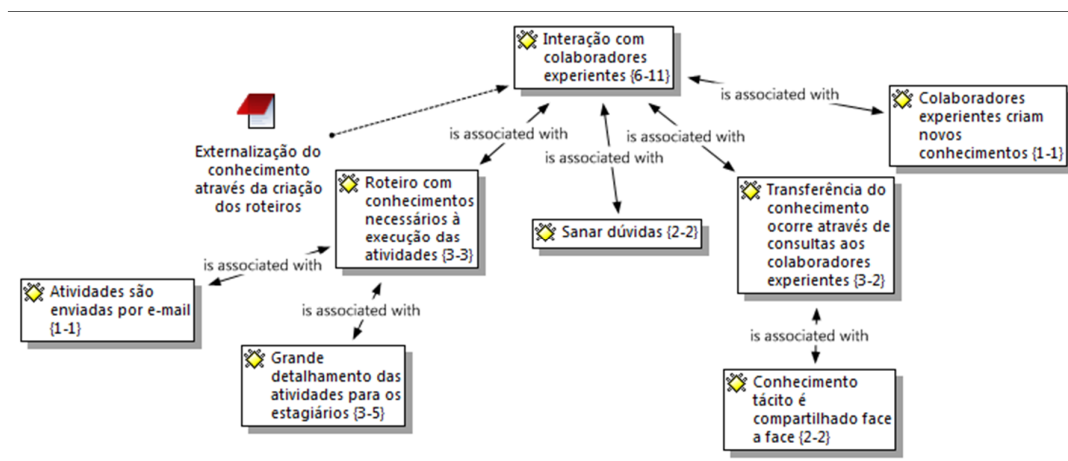 Interação com
colaboradores
experientes {6-11}
is associated with
Colaboradores
experientes criam
novos
conhecimentos {1-1}
is associated with
is associated with
is associated with
Externalização do
conhecimento
através da criação
dos roteiros
Roteiro com
conhecimentos
necessários à
execução das
atividades {3-3}
Sanar dúvidas {2-2}
Transferência do
conhecimento
ocorre através de
consultas aos
colaboradores
experientes {3-2}
is associated with
Atividades são
enviadas por e-mail
{1-1}
is associated with
is associated with
Grande
detalhamento das
atividades para os
estagiários {3-5}
Conhecimento
tácito é
compartilhado face
a face {2-2}